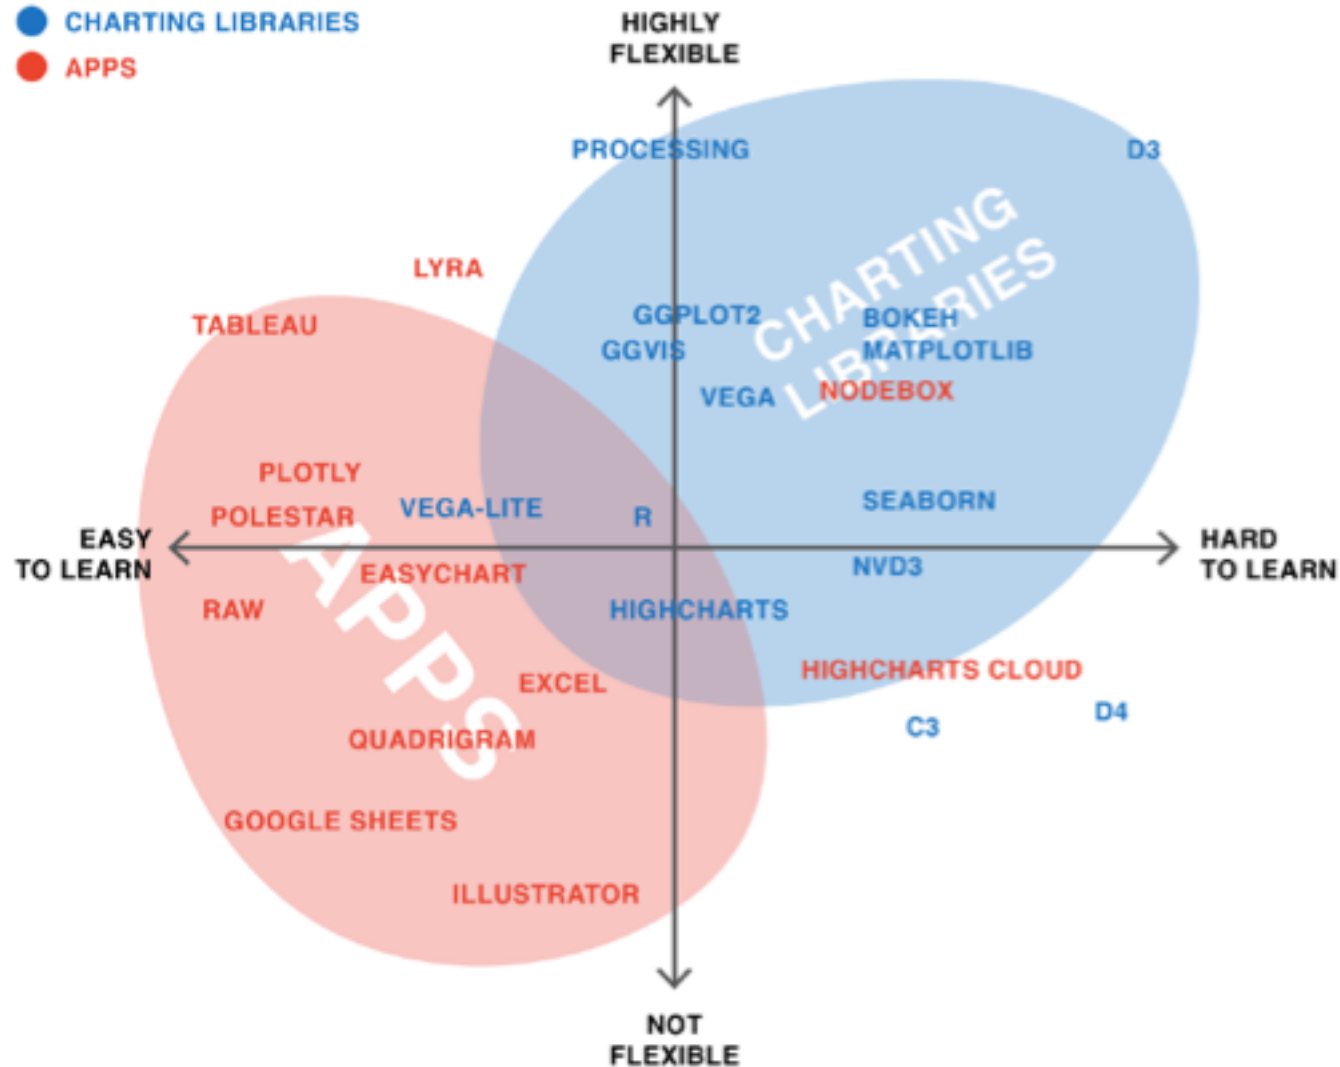 CHARTING LIBRARIES
APPS
HIGHLY
FLEXIBLE
PROCESSING
D3
CHARTING
LIBRARIES
LYRA
TABLEAU
GGPLOT2
BOKEH
GGVIS
MATPLOTLIB
VEGA
NODEBOX
PLOTLY
VEGA-LITE
SEABORN
POLESTAR
R
EASY
TO LEARN
HARD
TO LEARN
APPS
EASYCHART
NVD3
RAW
HIGHCHARTS
EXCEL
HIGHCHARTS CLOUD
D4
C3
QUADRIGRAM
GOOGLE SHEETS
ILLUSTRATOR
NOT
FLEXIBLE